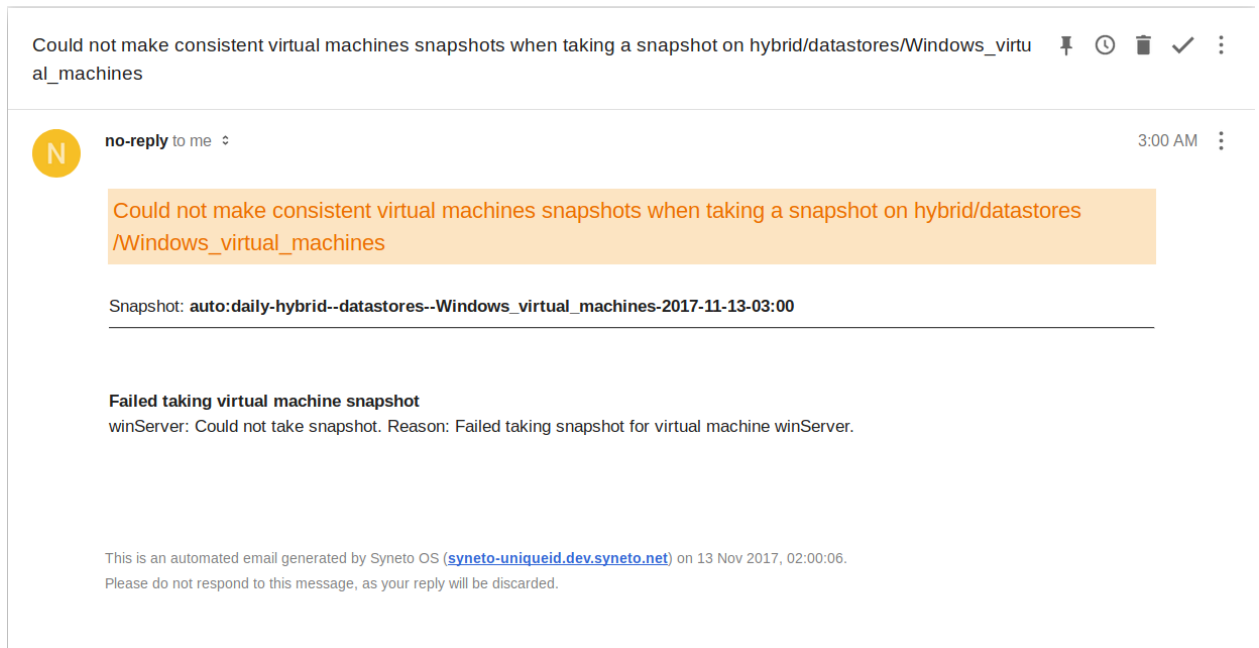 Could not make consistent virtual machines snapshots when taking a snapshot on hybrid/datastores/Windows_virtu
al_machines
N
no-reply to me
3:00 AM
Could not make consistent virtual machines snapshots when taking a snapshot on hybrid/datastores
/Windows_virtual_machines
Snapshot: auto:daily-hybrid--datastores--Windows_virtual_machines-2017-11-13-03:00
Failed taking virtual machine snapshot
winServer: Could not take snapshot. Reason: Failed taking snapshot for virtual machine winServer.
This is an automated email generated by Syneto OS (syneto-uniqueid.dev.syneto.net) on 13 Nov 2017, 02:00:06.
Please do not respond to this message, as your reply will be discarded.